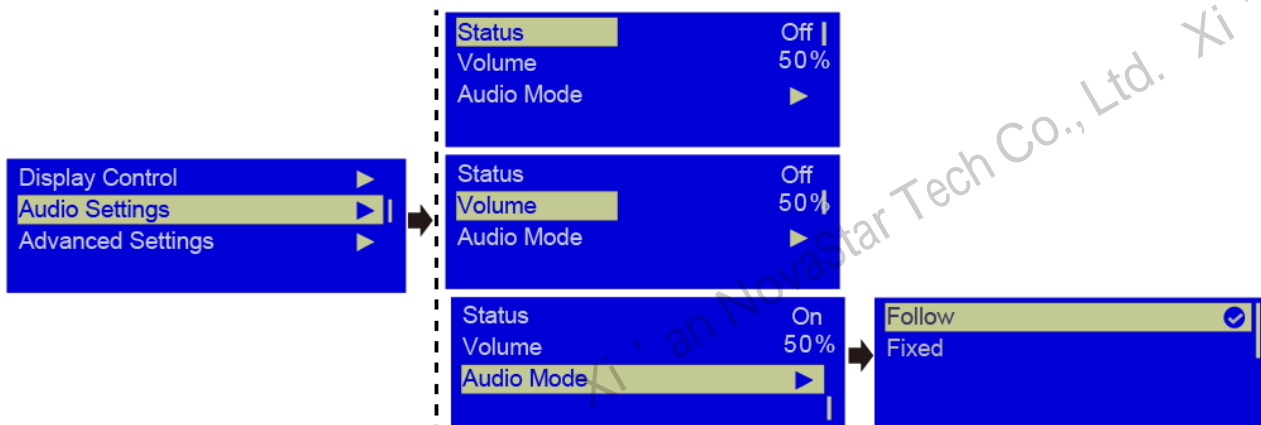 Status Off
Volume 50%
Audio Mode
Display Control
Audio Settings
Advanced Settings
Status Off
Volume 50%
Audio Mode
Status On
Volume 50%
Audio Mode
Follow
Fixed
Xi’an NovaStar Tech Co., Ltd. Xi’